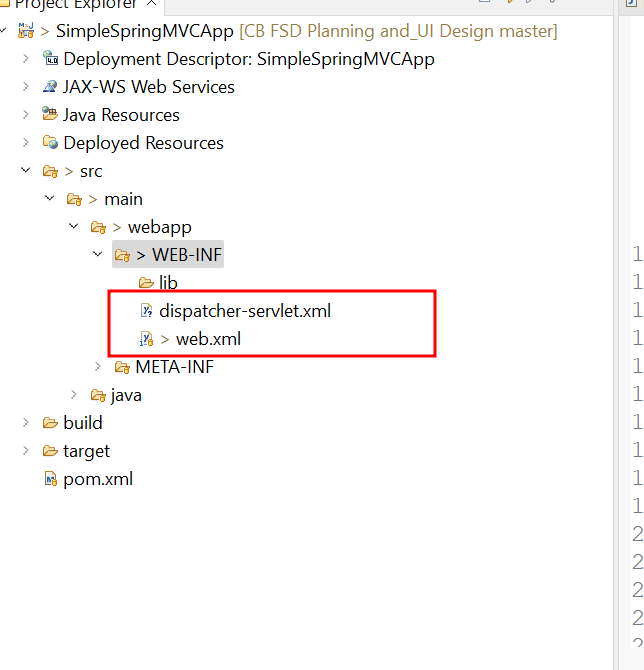 Project Explorer
> SimpleSpringMVCApp [CB FSD Planning and_UI Design master]
Deployment Descriptor: SimpleSpringMVCApp
JAX-WS Web Services
Java Resources
Deployed Resources
> src
> main
> webapp
> WEB-INF
lib
dispatcher-servlet.xml
> web.xml
META-INF
java
build
target
pom.xml
1
1
1
1
1
1
1
1
1
1
2
2
2
2
2